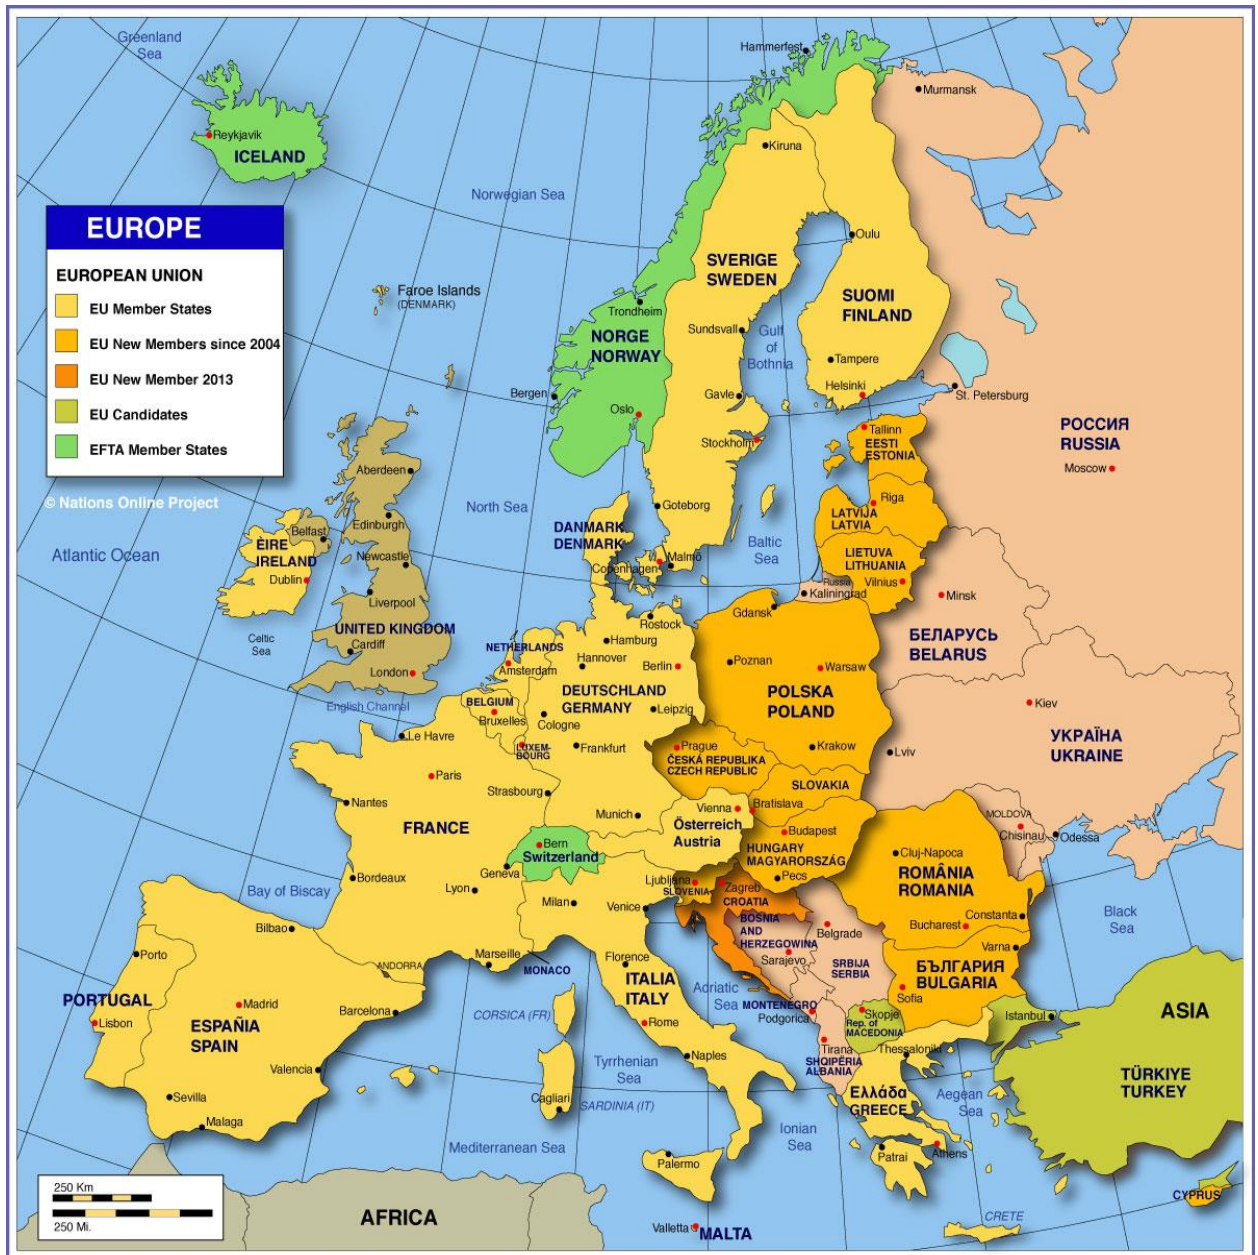 Greenland
Sea
Hammerfest
Murmansk
Reykjavik
ICELAND
Kiruna
Norwegian Sea
EUROPE
EUROPEAN UNION
EU Member States
EU New Members since 2004
EU New Member 2013
EU Candidates
EFTA Member States
© Nations Online Project
Oulu
SVERIGE
SWEDEN
SUOMI
FINLAND
Faroe Islands
(DENMARK)
Trondheim
NORGE
NORWAY
Sundsvall
Gulf
of
Bothnia
Tampere
Helsinki
St. Petersburg
Bergen
Gavle
Oslo
Stockholm
Tallinn
EESTI
ESTONIA
РОССИЯ
RUSSIA
Moscow
Aberdeen
North Sea
Goteborg
Riga
LATVIJA
LATVIA
Edinburgh
Belfast
ÈIRE
IRELAND
Dublin
Atlantic Ocean
DANMARK
DENMARK
Baltic
Sea
LIETUVA
LITHUANIA
Vilnius
Newcastle
Malmö
Copenhagen
Russia
Kaliningrad
Minsk
Liverpool
Gdansk
Celtic
Sea
UNITED KINGDOM
Cardiff
London
Rostock
Hamburg
NETHERLANDS
Amsterdam
Hannover
Berlin
БЕЛАРУСЬ
BELARUS
Poznan
Warsaw
DEUTSCHLAND
GERMANY
POLSKA
POLAND
English Channel
BELGIUM
Bruxelles
Cologne
Leipzig
Kiev
Le Havre
LUXEM-
BOURG
Frankfurt
Prague
ČESKÁ REPUBLIKA
CZECH REPUBLIC
Krakow
Lviv
УКРАЇНА
UKRAINE
Paris
Strasbourg
SLOVAKIA
Nantes
Munich
Vienna
Bratislava
Österreich
Austria
MOLDOVA
Chisinau
Odessa
FRANCE
Budapest
HUNGARY
MAGYARORSZÁG
Bern
Switzerland
Geneva
Cluj-Napoca
ROMÂNIA
ROMANIA
Bordeaux
Lyon
Ljubljana
SLOVENIA
Pecs
Zagreb
CROATIA
Bay of Biscay
Milan
Venice
BOSNIA
AND
HERZEGOWINA
Sarajevo
Belgrade
Constanta
Bucharest
Black
Sea
Bilbao
Porto
Marseille
MONACO
Florence
SRBIJA
SERBIA
Varna
БЪЛГАРИЯ
BULGARIA
Sofia
ANDORRA
ITALIA
ITALY
Adriatic
Sea
MONTENEGRO
Podgorica
PORTUGAL
Lisbon
Madrid
Barcelona
ESPAÑIA
SPAIN
CORSICA (FR)
Rome
Skopje
Rep. of
MACEDONIA
Istanbul
ASIA
Tirana
SHQIPËRIA
ALBANIA
Thessaloniki
Naples
Tyrrhenian
Sea
Valencia
TÜRKIYE
TURKEY
Sevilla
Malaga
Cagliari
SARDINIA (IT)
Ελλάδα
GREECE
Aegean
Sea
Ionian
Sea
Mediterranean Sea
Palermo
Patrai
Athens
250 Km
250 Mi.
AFRICA
Valletta
MALTA
CRETE
CYPRUS